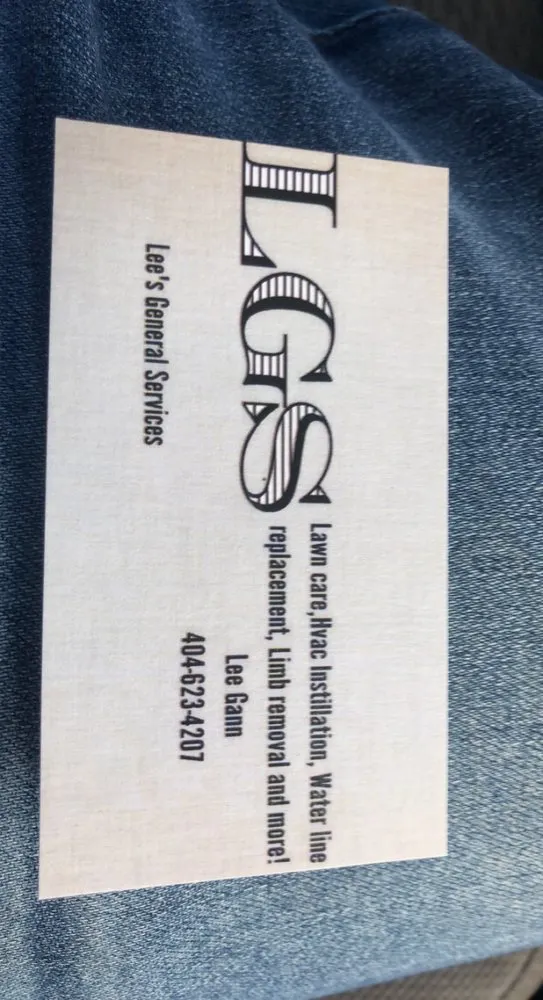 LGS
Lawn care,Hvac Instillation, Water line
replacement, Limb removal and more!
Lee Gann
404-623-4207
Lee's General Services